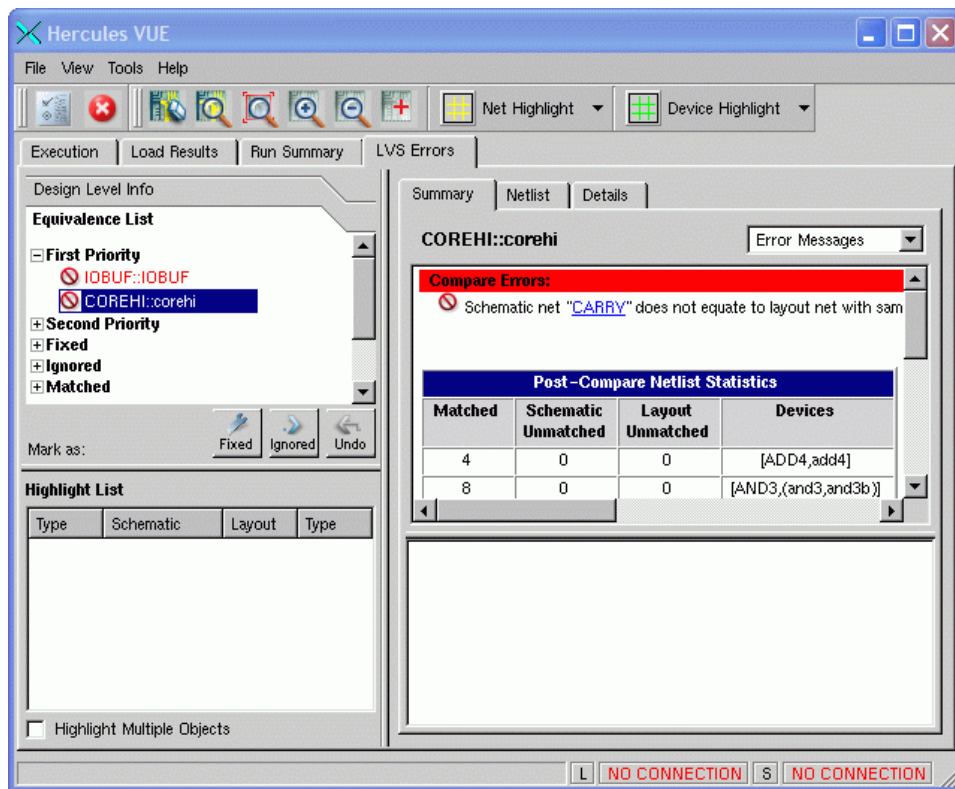 Hercules VUE
File View Tools Help
Net Highlight
Device Highlight
Execution
Load Results
Run Summary
LVS Errors
Design Level Info
Equivalence List
First Priority
IOBUF::IOBUF
COREHI::corehi
Second Priority
Fixed
Ignored
Matched
Mark as:
Fixed
Ignored
Undo
Highlight List
Type Schematic Layout Type
Highlight Multiple Objects
Summary
Netlist
Details
COREHI::corehi
Error Messages
Compare Errors:
Schematic net "CARRY" does not equate to layout net with sam
Post-Compare Netlist Statistics
Matched Schematic Unmatched Layout Unmatched Devices
4 0 0 [ADD4,add4]
8 0 0 [AND3,(and3,and3b)]
L NO CONNECTION S NO CONNECTION